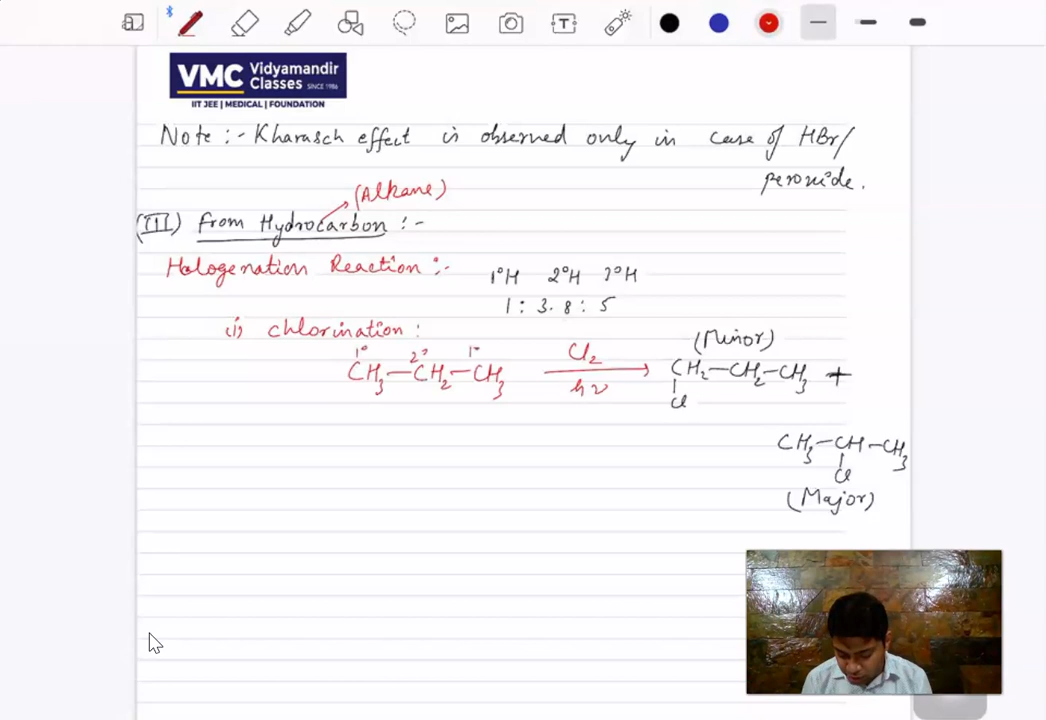 T
VMC Vidyamandir
Classes SINCE 1986
IIT JEE | MEDICAL | FOUNDATION
Note :- Kharasch effect is observed only in case of HBr/
peroxide.
(Alkane)
(III) From Hydrocarbon :-
Halogenation Reaction :-
1°H 2°H 3°H
1 : 3.8 : 5
(i) chlorination :
(Minor)
1° 2° 1°
CH3—CH2—CH3 Cl2 hν → CH2—CH2—CH3 +
Cl
CH3—CH—CH3
Cl
(Major)